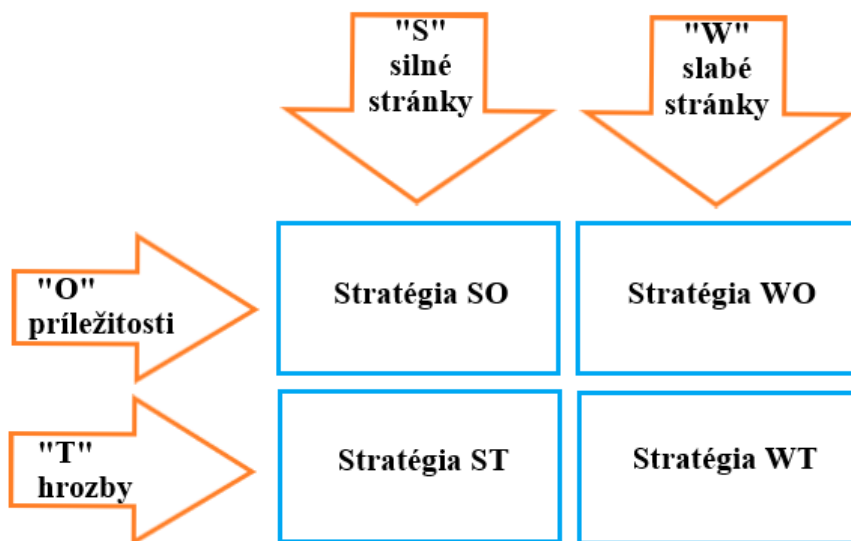 "S"
silné
stránky
"W"
slabé
stránky
"O"
príležitosti
Stratégia SO
Stratégia WO
"T"
hrozby
Stratégia ST
Stratégia WT